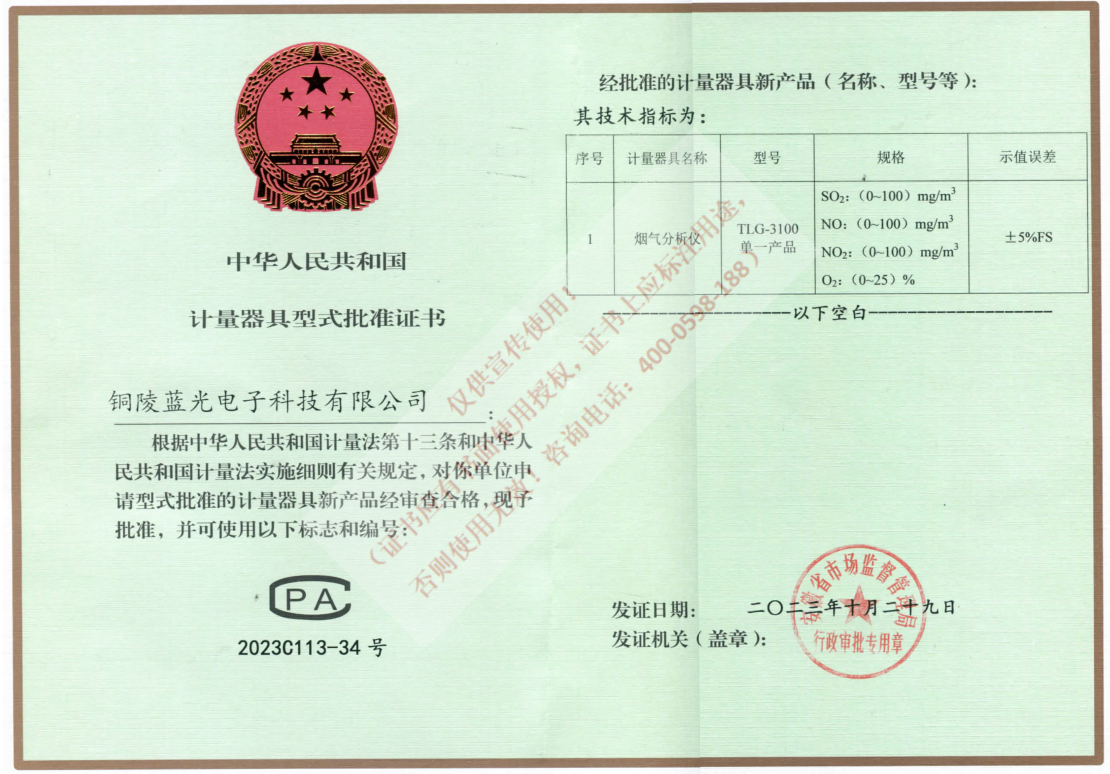 中华人民共和国
计量器具型式批准证书
铜陵蓝光电子科技有限公司：
根据中华人民共和国计量法第十三条和中华人
民共和国计量法实施细则有关规定，对你单位申
请型式批准的计量器具新产品经审查合格，现予
批准，并可使用以下标志和编号：
CPA
2023C113-34 号
经批准的计量器具新产品（名称、型号等）：
其技术指标为：
序号 计量器具名称 型号 规格 示值误差
1 烟气分析仪 TLG-3100 单一产品 SO₂：（0~100）mg/m³ ±5%FS
NO：（0~100）mg/m³
NO₂：（0~100）mg/m³
O₂：（0~25）%
以下空白
发证日期： 二〇二三年十月二十九日
发证机关（盖章）：
安徽省市场监督管理局
行政审批专用章
仅供宣传使用！
（证书应有书面使用授权，证书上应标注用途，
否则使用无效！咨询电话：400-0598-188）